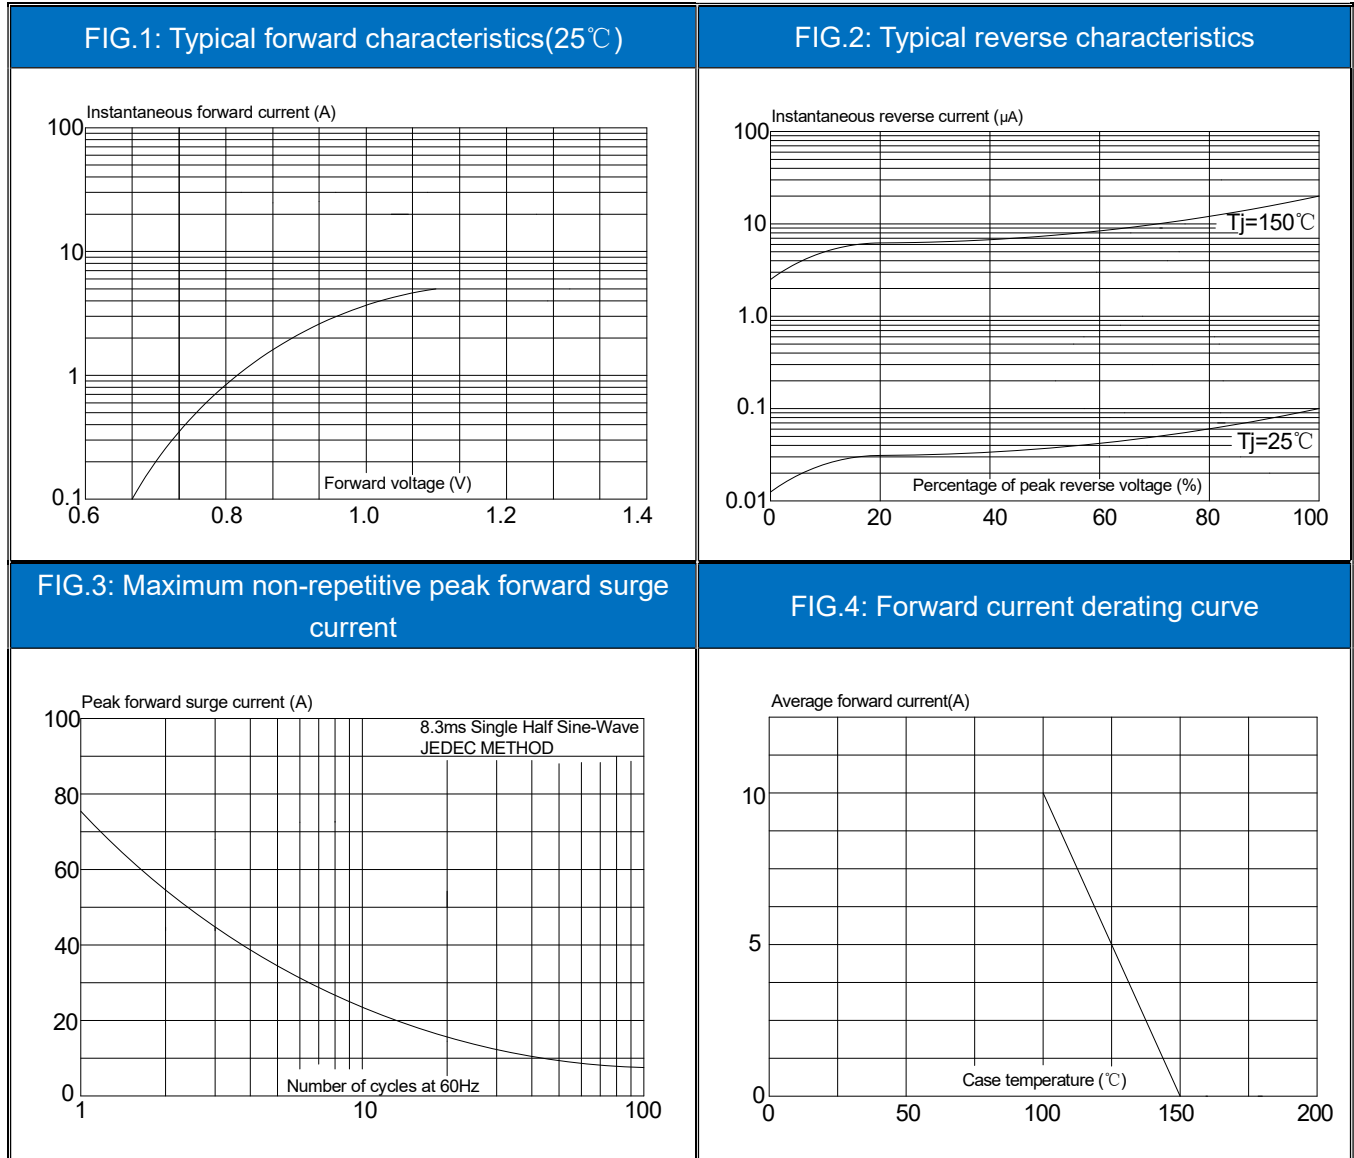 FIG.1: Typical forward characteristics(25℃)
Instantaneous forward current (A)
100
10
1
0.1
Forward voltage (V)
0.6 0.8 1.0 1.2 1.4
FIG.2: Typical reverse characteristics
Instantaneous reverse current (μA)
100
Tj=150℃
10
1.0
0.1
Tj=25℃
Percentage of peak reverse voltage (%)
0.01
0 20 40 60 80 100
FIG.3: Maximum non-repetitive peak forward surge
current
Peak forward surge current (A)
100
8.3ms Single Half Sine-Wave
JEDEC METHOD
80
60
40
20
Number of cycles at 60Hz
0
1 10 100
FIG.4: Forward current derating curve
Average forward current(A)
10
5
Case temperature (℃)
0
0 50 100 150 200